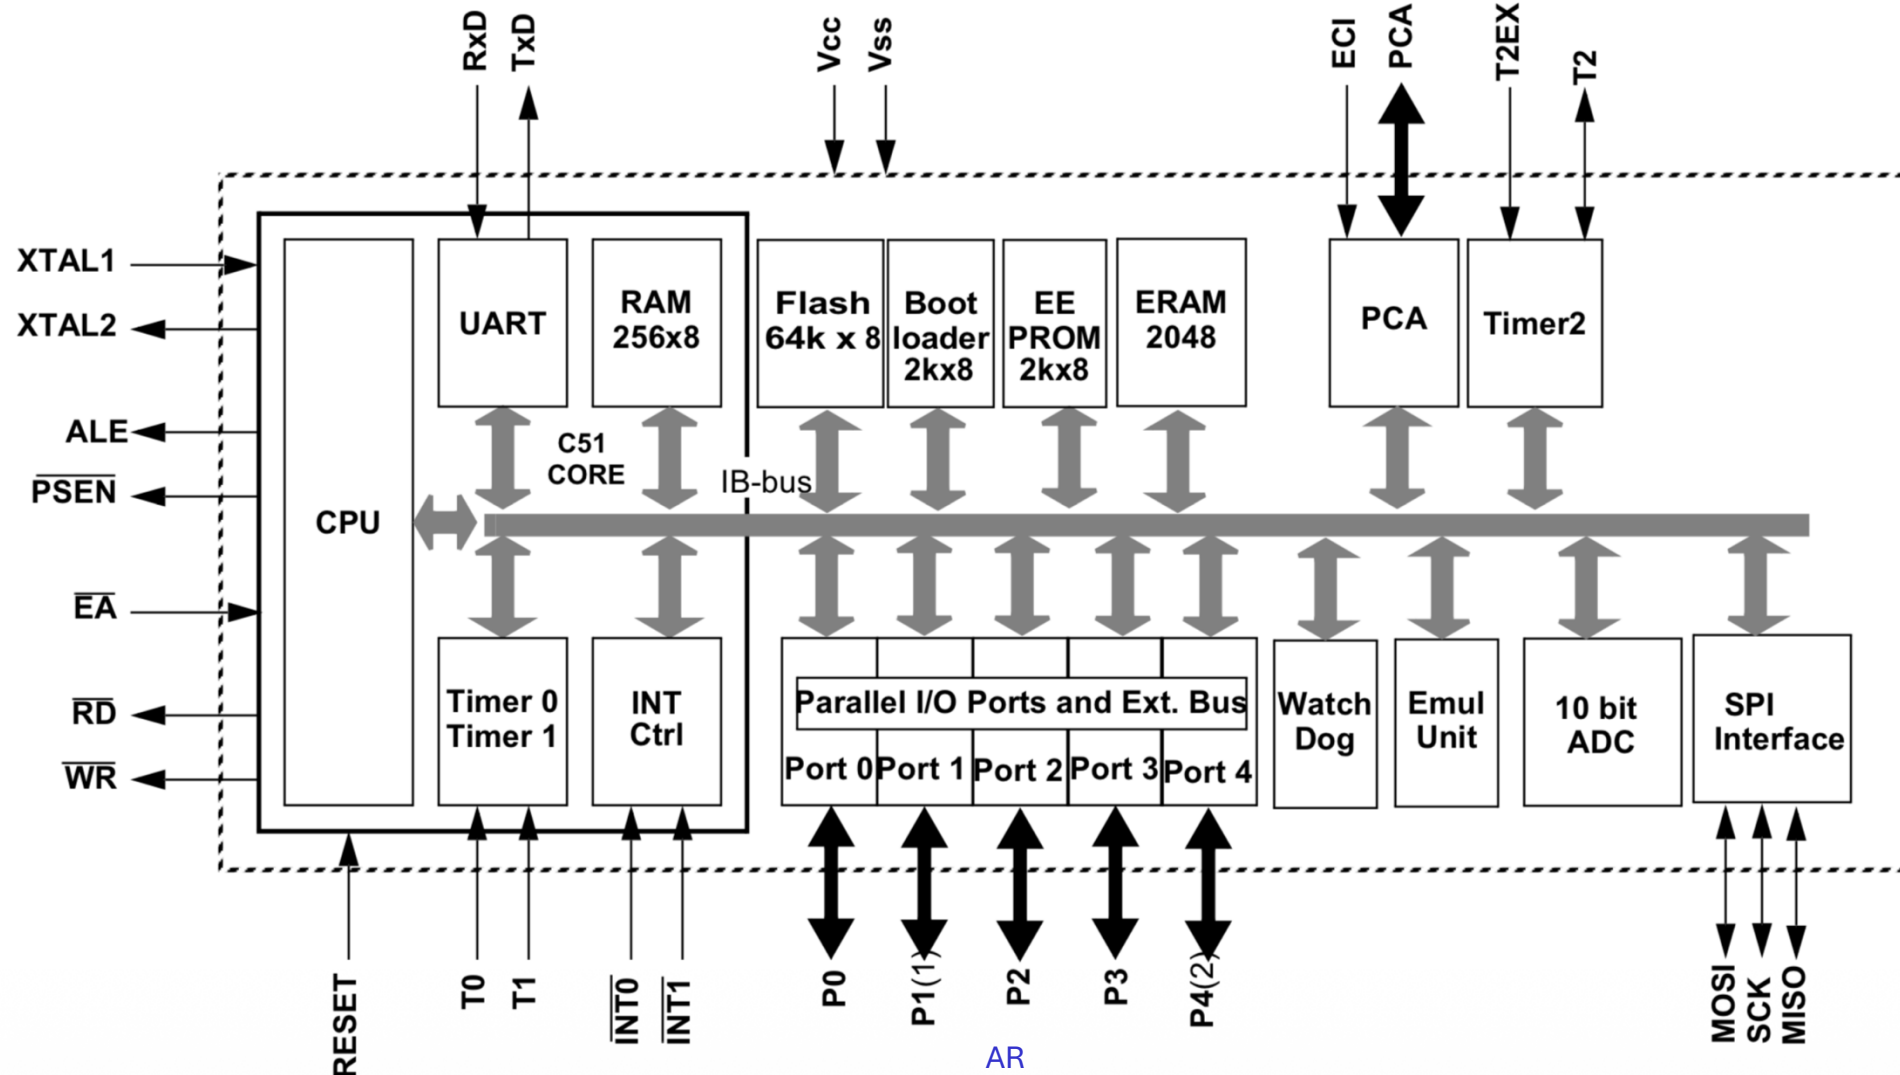 RxD
TxD
Vcc
Vss
ECI
PCA
T2EX
T2
XTAL1
XTAL2
ALE
PSEN
EA
RD
WR
CPU
UART
RAM
256x8
C51
CORE
IB-bus
Flash
64k x 8
Boot
loader
2kx8
EE
PROM
2kx8
ERAM
2048
PCA
Timer2
Timer 0
Timer 1
INT
Ctrl
Parallel I/O Ports and Ext. Bus
Port 0
Port 1
Port 2
Port 3
Port 4
Watch
Dog
Emul
Unit
10 bit
ADC
SPI
Interface
RESET
T0
T1
INT0
INT1
P0
P1(1)
P2
P3
P4(2)
MOSI
SCK
MISO
AR